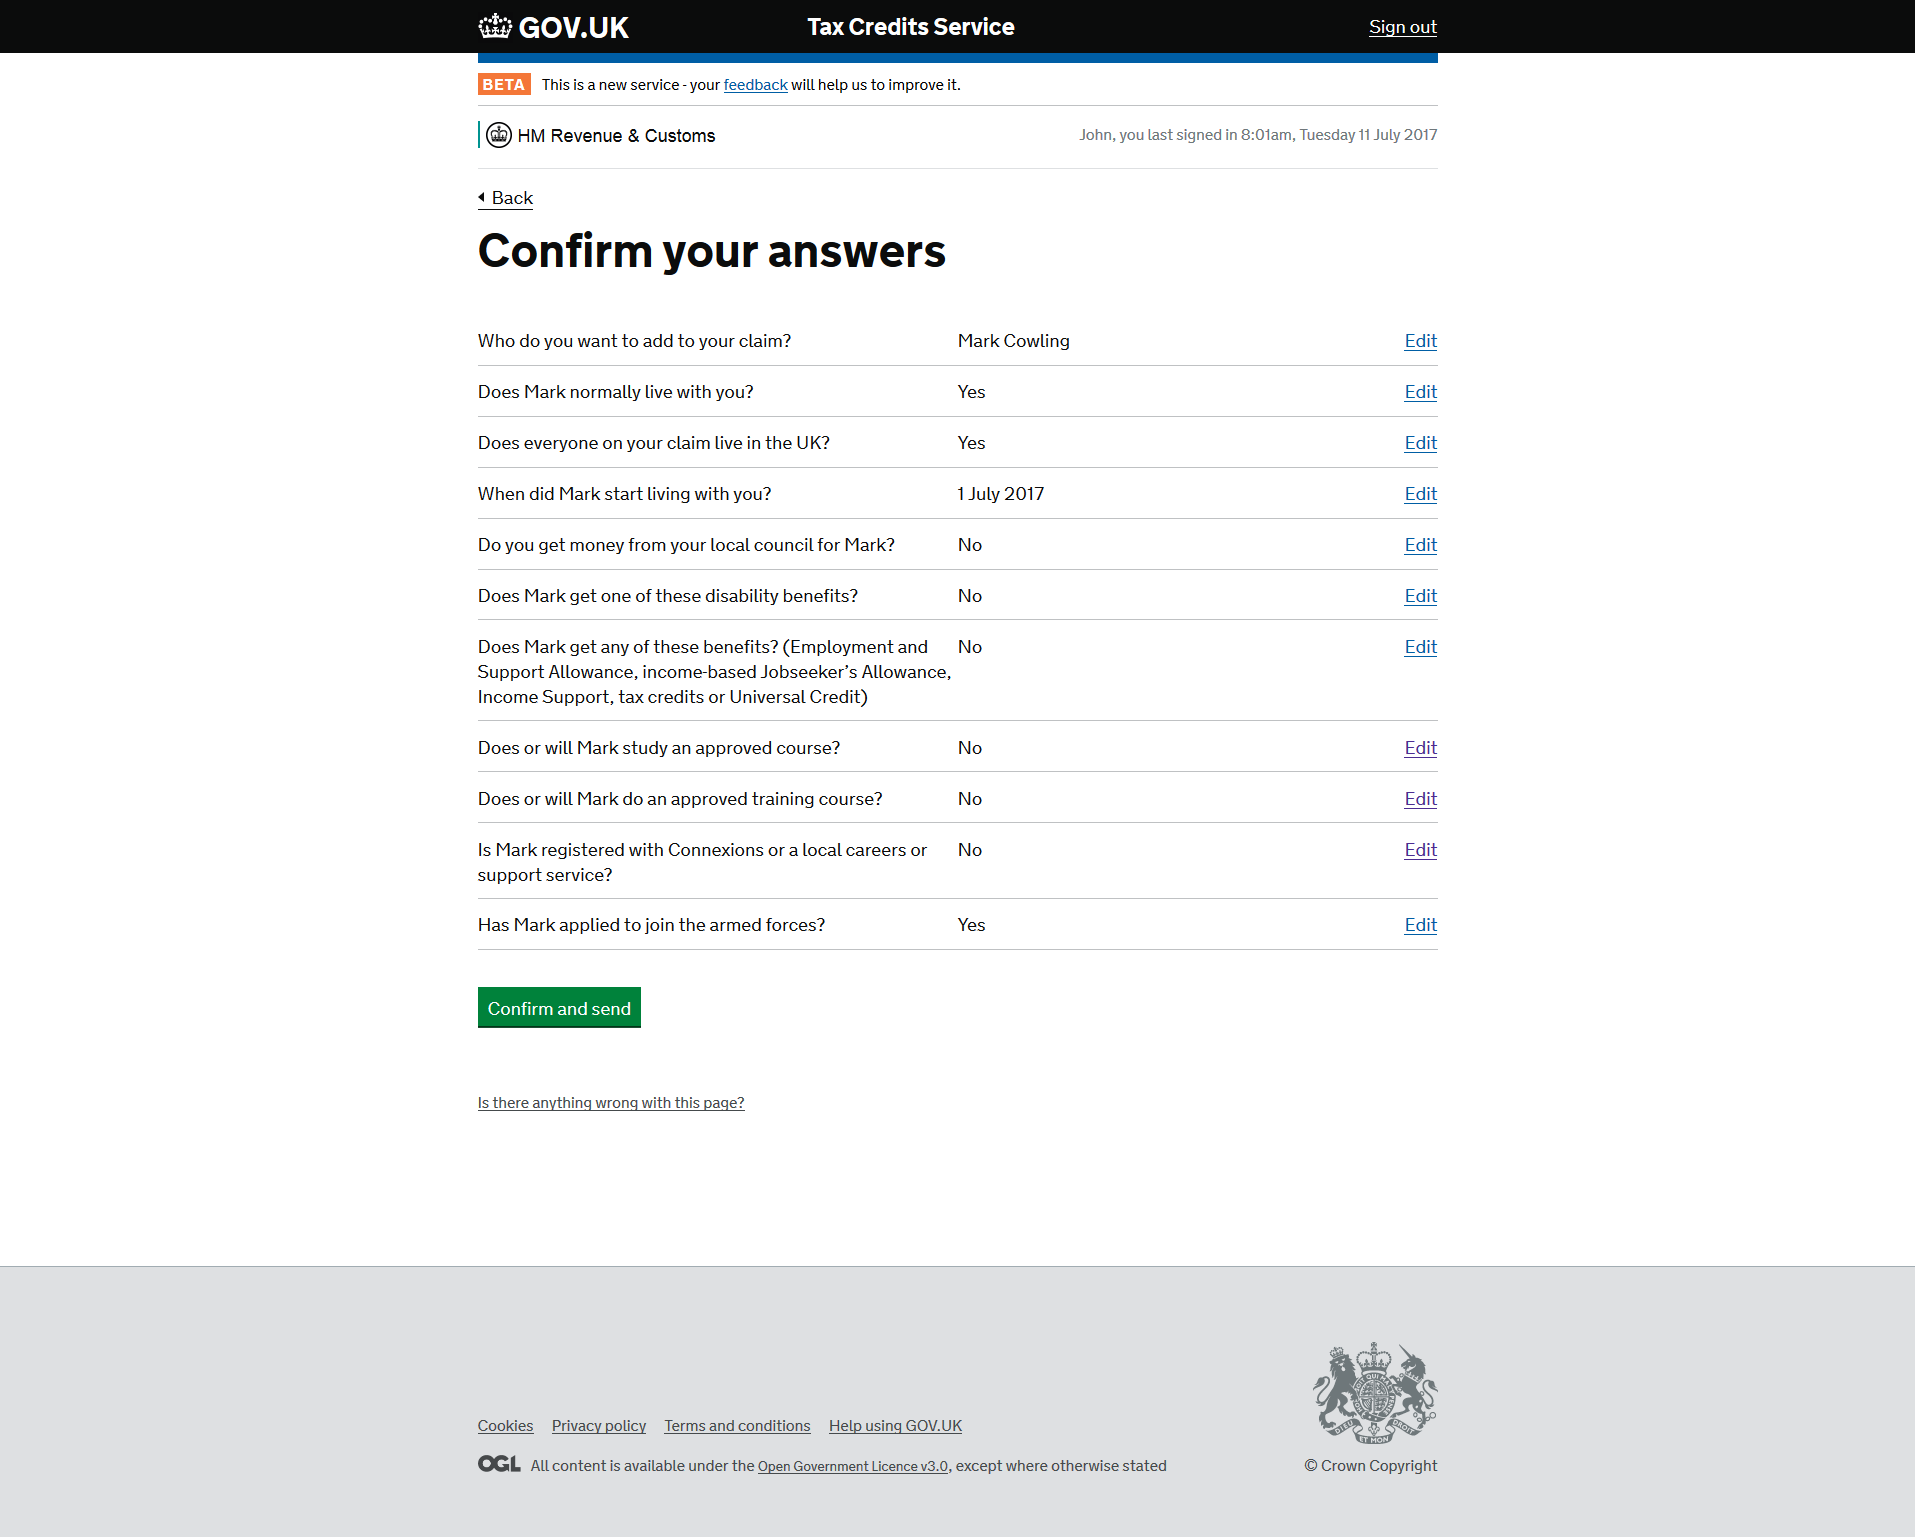 GOV.UK Tax Credits Service Sign out
BETA This is a new service - your feedback will help us to improve it.
HM Revenue & Customs John, you last signed in 8:01am, Tuesday 11 July 2017
Back
Confirm your answers
Who do you want to add to your claim? Mark Cowling Edit
Does Mark normally live with you? Yes Edit
Does everyone on your claim live in the UK? Yes Edit
When did Mark start living with you? 1 July 2017 Edit
Do you get money from your local council for Mark? No Edit
Does Mark get one of these disability benefits? No Edit
Does Mark get any of these benefits? (Employment and No Edit
Support Allowance, income-based Jobseeker’s Allowance,
Income Support, tax credits or Universal Credit)
Does or will Mark study an approved course? No Edit
Does or will Mark do an approved training course? No Edit
Is Mark registered with Connexions or a local careers or No Edit
support service?
Has Mark applied to join the armed forces? Yes Edit
Confirm and send
Is there anything wrong with this page?
Cookies Privacy policy Terms and conditions Help using GOV.UK
OGL All content is available under the Open Government Licence v3.0, except where otherwise stated
© Crown Copyright